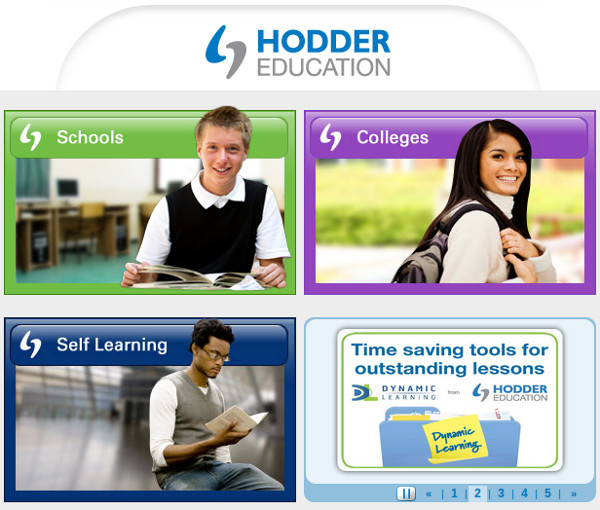 HODDER
EDUCATION
Schools
Colleges
Self Learning
Time saving tools for
outstanding lessons
DYNAMIC
LEARNING
from
HODDER
EDUCATION
Dynamic
Learning
« | 1 | 2 | 3 | 4 | 5 | »